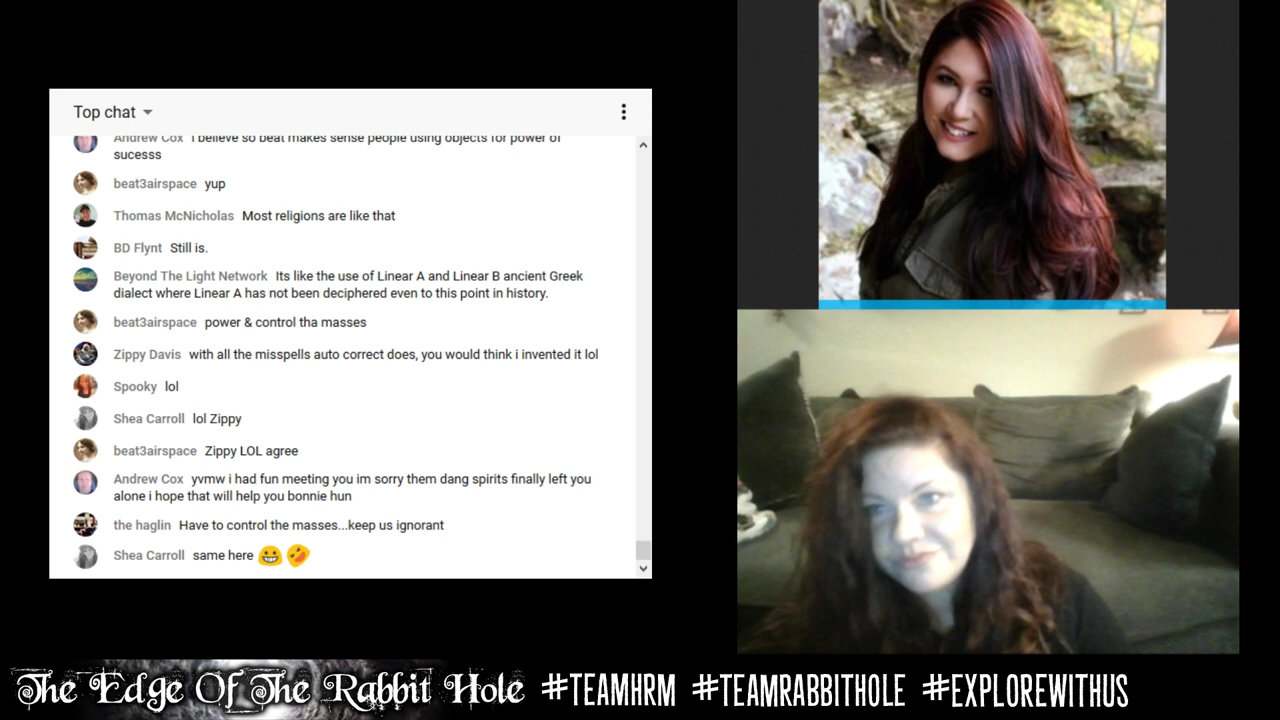 Top chat
Andrew Cox I believe so beat makes sense people using objects for power of
sucesss
beat3airspace yup
Thomas McNicholas Most religions are like that
BD Flynt Still is.
Beyond The Light Network Its like the use of Linear A and Linear B ancient Greek
dialect where Linear A has not been deciphered even to this point in history.
beat3airspace power & control tha masses
Zippy Davis with all the misspells auto correct does, you would think i invented it lol
Spooky lol
Shea Carroll lol Zippy
beat3airspace Zippy LOL agree
Andrew Cox yvmw i had fun meeting you im sorry them dang spirits finally left you
alone i hope that will help you bonnie hun
the haglin Have to control the masses...keep us ignorant
Shea Carroll same here 😀🤣
The Edge Of The Rabbit Hole #TEAMHRM #TEAMRABBITHOLE #EXPLOREWITHUS